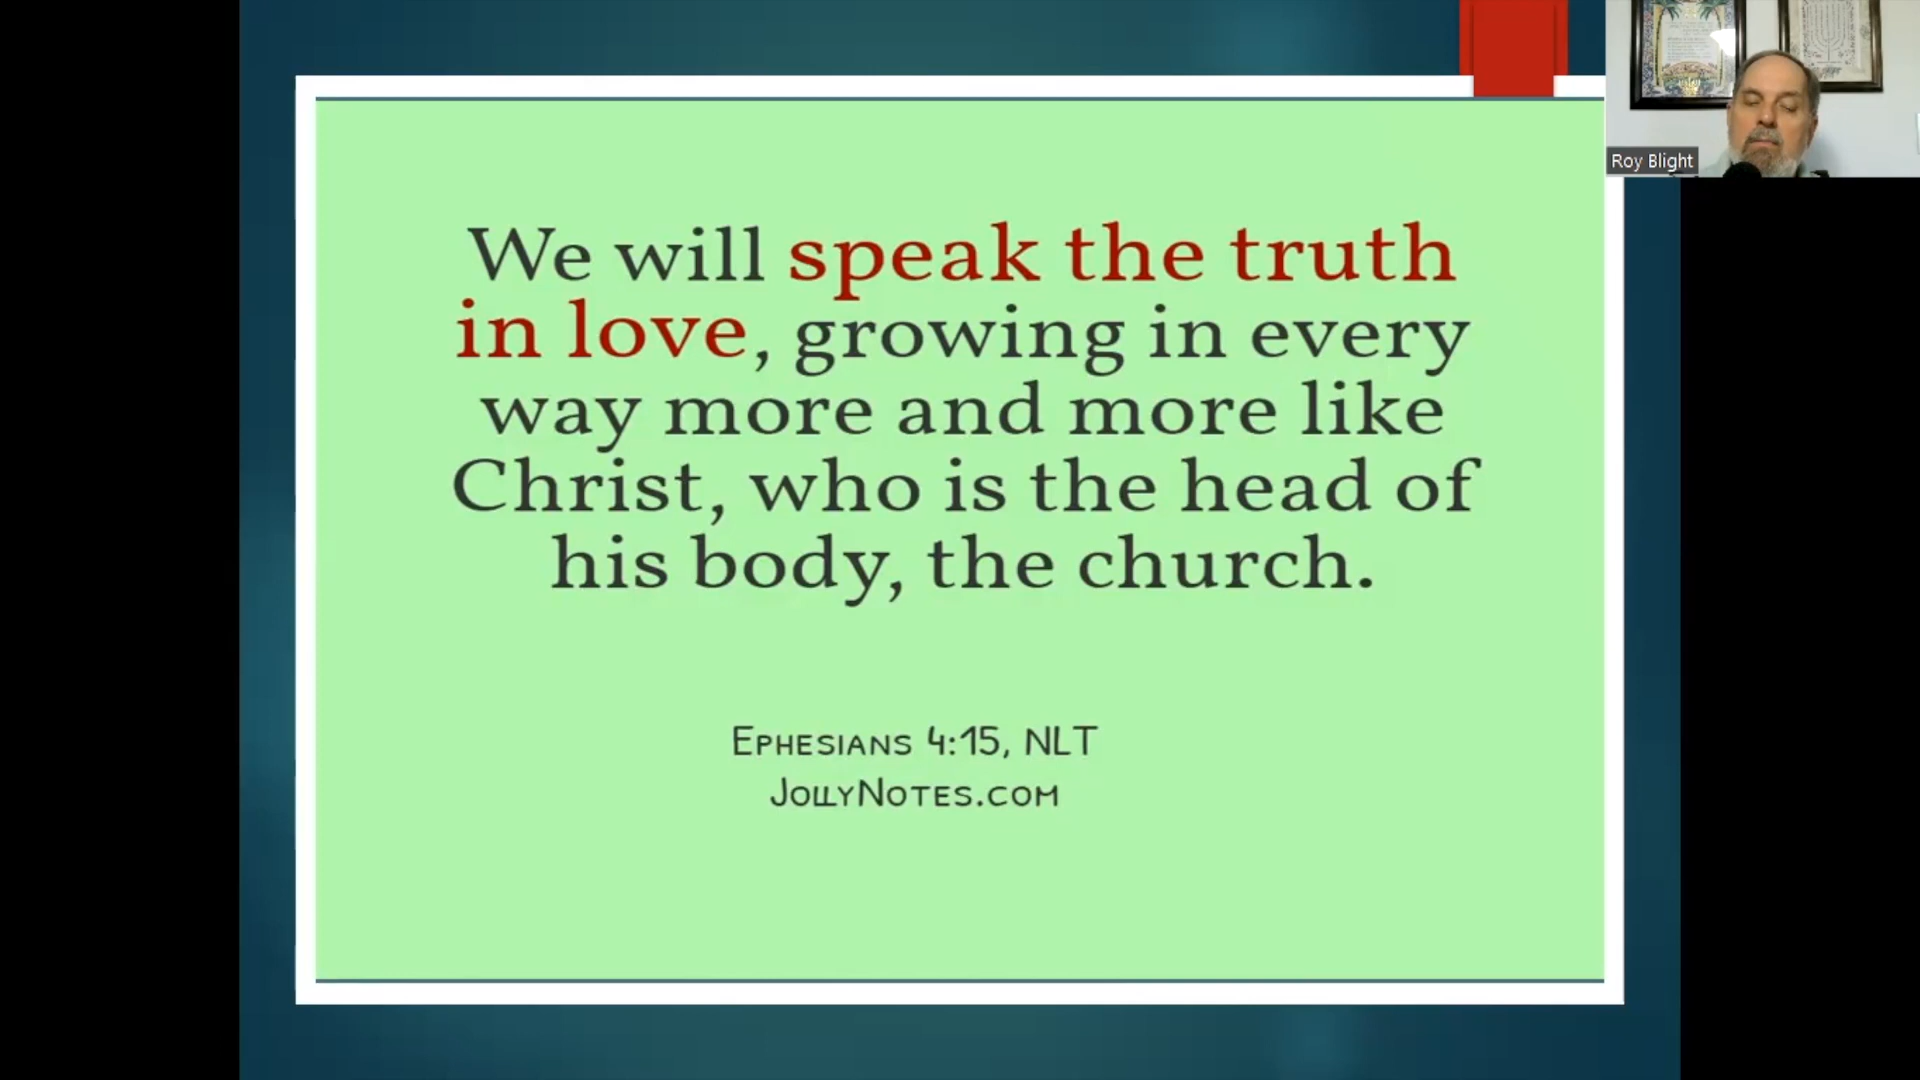 We will speak the truth
in love, growing in every
way more and more like
Christ, who is the head of
his body, the church.
Ephesians 4:15, NLT
JollyNotes.com
Roy Blight